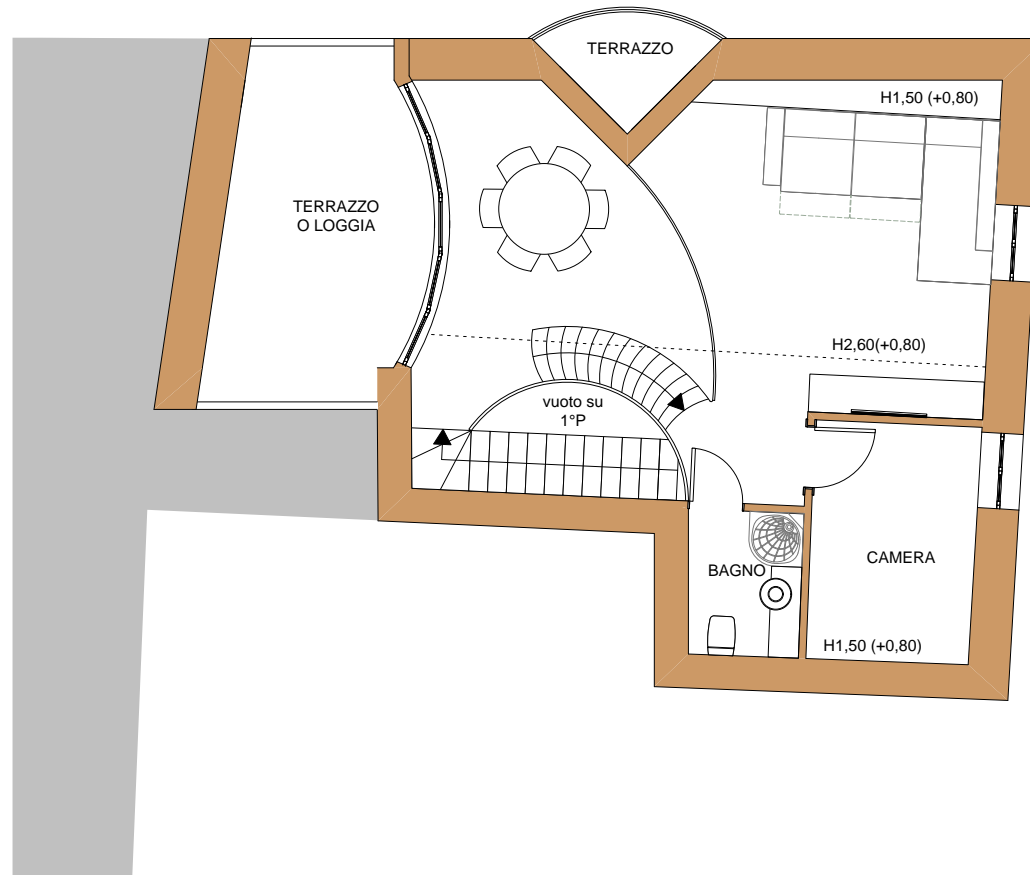 TERRAZZO
H1,50 (+0,80)
TERRAZZO
O LOGGIA
H2,60(+0,80)
vuoto su
1°P
BAGNO
CAMERA
H1,50 (+0,80)